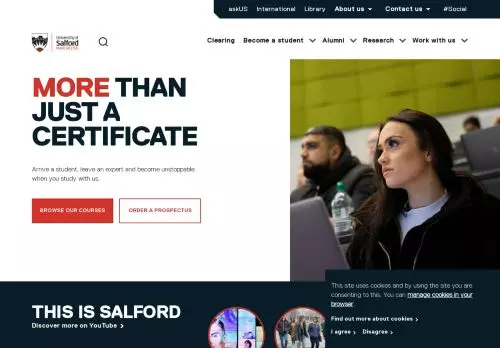 askUS International Library About us Contact us #Social
University of
Salford
MANCHESTER
Clearing Become a student Alumni Research Work with us
MORE THAN
JUST A
CERTIFICATE
Arrive a student, leave an expert and become unstoppable
when you study with us.
BROWSE OUR COURSES ORDER A PROSPECTUS
This site uses cookies and by using the site you are
consenting to this. You can manage cookies in your
browser.
Find out more about cookies
I agree Disagree
THIS IS SALFORD
Discover more on YouTube